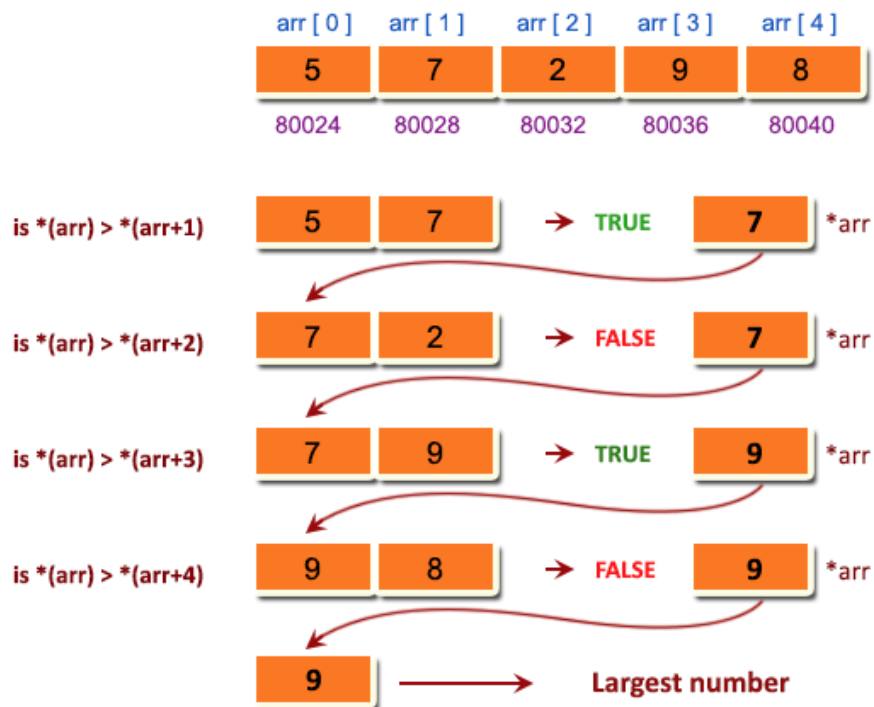 arr [ 0 ] arr [ 1 ] arr [ 2 ] arr [ 3 ] arr [ 4 ]
5 7 2 9 8
80024 80028 80032 80036 80040
is *(arr) > *(arr+1) 5 7 → TRUE 7 *arr
is *(arr) > *(arr+2) 7 2 → FALSE 7 *arr
is *(arr) > *(arr+3) 7 9 → TRUE 9 *arr
is *(arr) > *(arr+4) 9 8 → FALSE 9 *arr
9 → Largest number